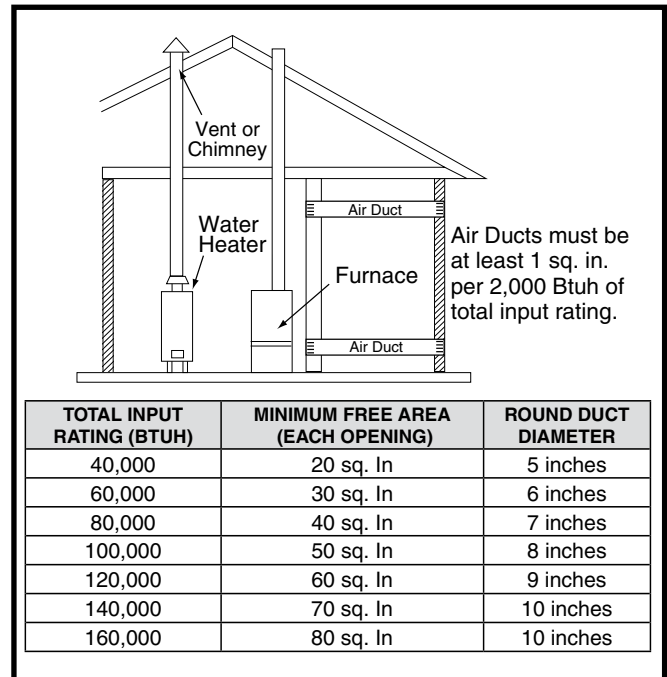 Vent or
Chimney
Air Duct
Water
Heater
Furnace
Air Ducts must be
at least 1 sq. in.
per 2,000 Btuh of
total input rating.
Air Duct
TOTAL INPUT RATING (BTUH) MINIMUM FREE AREA (EACH OPENING) ROUND DUCT DIAMETER
40,000 20 sq. In 5 inches
60,000 30 sq. In 6 inches
80,000 40 sq. In 7 inches
100,000 50 sq. In 8 inches
120,000 60 sq. In 9 inches
140,000 70 sq. In 10 inches
160,000 80 sq. In 10 inches